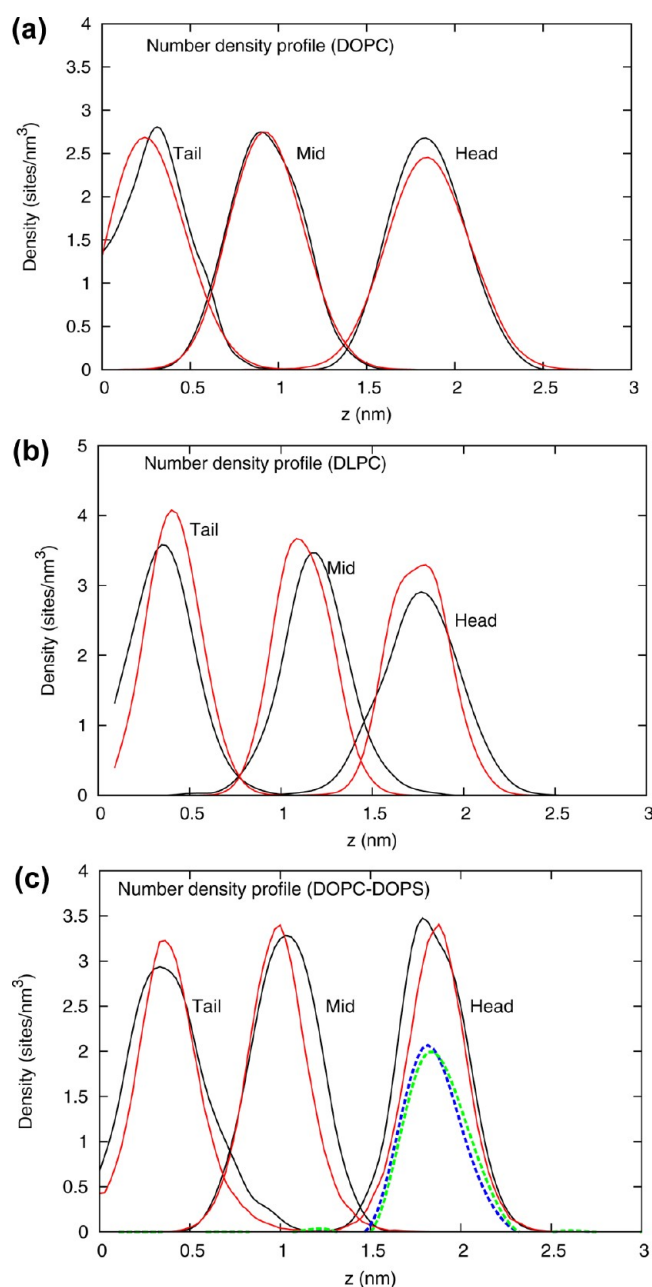 (a)
Number density profile (DOPC)
Density (sites/nm³)
4
3.5
3
2.5
2
1.5
1
0.5
0
Tail
Mid
Head
0 0.5 1 1.5 2 2.5 3
z (nm)
(b)
Number density profile (DLPC)
Density (sites/nm³)
5
4
3
2
1
0
Tail
Mid
Head
0 0.5 1 1.5 2 2.5 3
z (nm)
(c)
Number density profile (DOPC-DOPS)
Density (sites/nm³)
4
3.5
3
2.5
2
1.5
1
0.5
0
Tail
Mid
Head
0 0.5 1 1.5 2 2.5 3
z (nm)